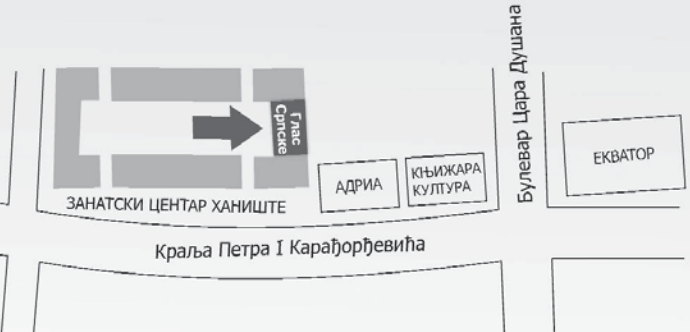 Булевар Цара Душана
Глас
Српске
ЕКВАТОР
АДРИА
КЊИЖАРА
КУЛТУРА
ЗАНАТСКИ ЦЕНТАР ХАНИШТЕ
Краља Петра I Карађорђевића